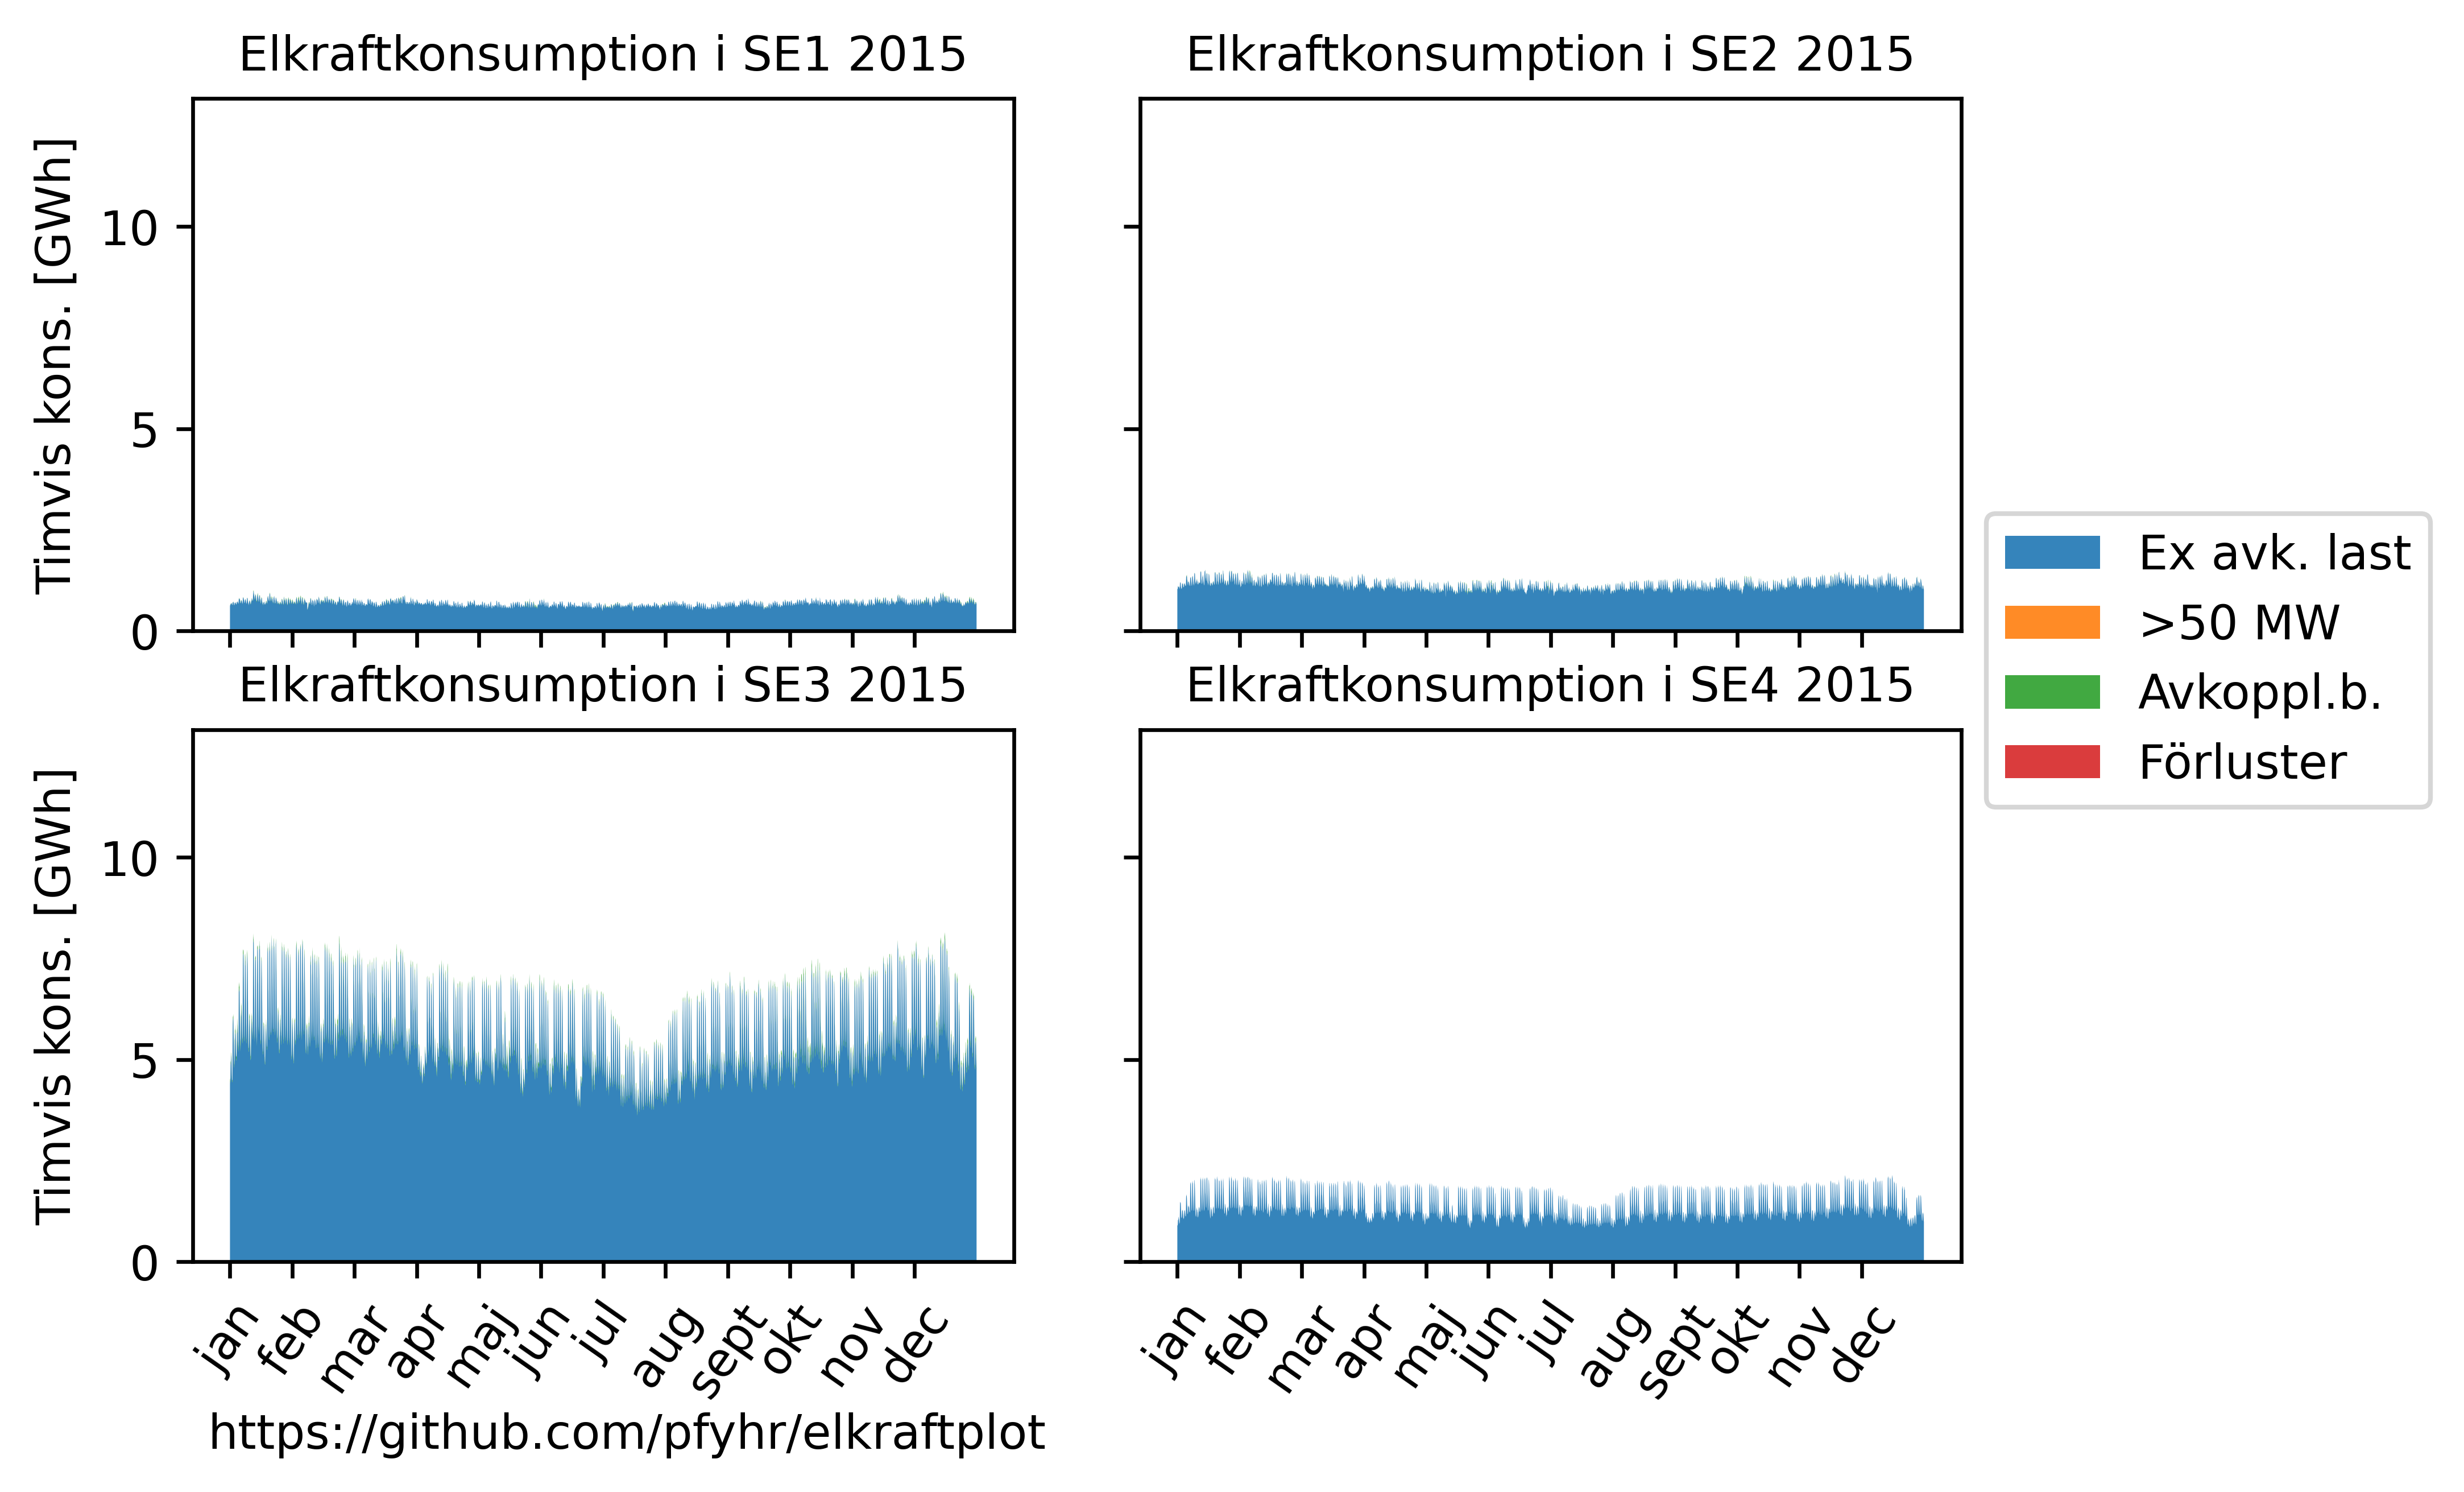 Elkraftkonsumption i SE1 2015
Elkraftkonsumption i SE2 2015
Timvis kons. [GWh]
10
5
0
Ex avk. last
>50 MW
Avkoppl.b.
Förluster
Elkraftkonsumption i SE3 2015
Elkraftkonsumption i SE4 2015
Timvis kons. [GWh]
10
5
0
jan feb mar apr maj jun jul aug sept okt nov dec
jan feb mar apr maj jun jul aug sept okt nov dec
https://github.com/pfyhr/elkraftplot